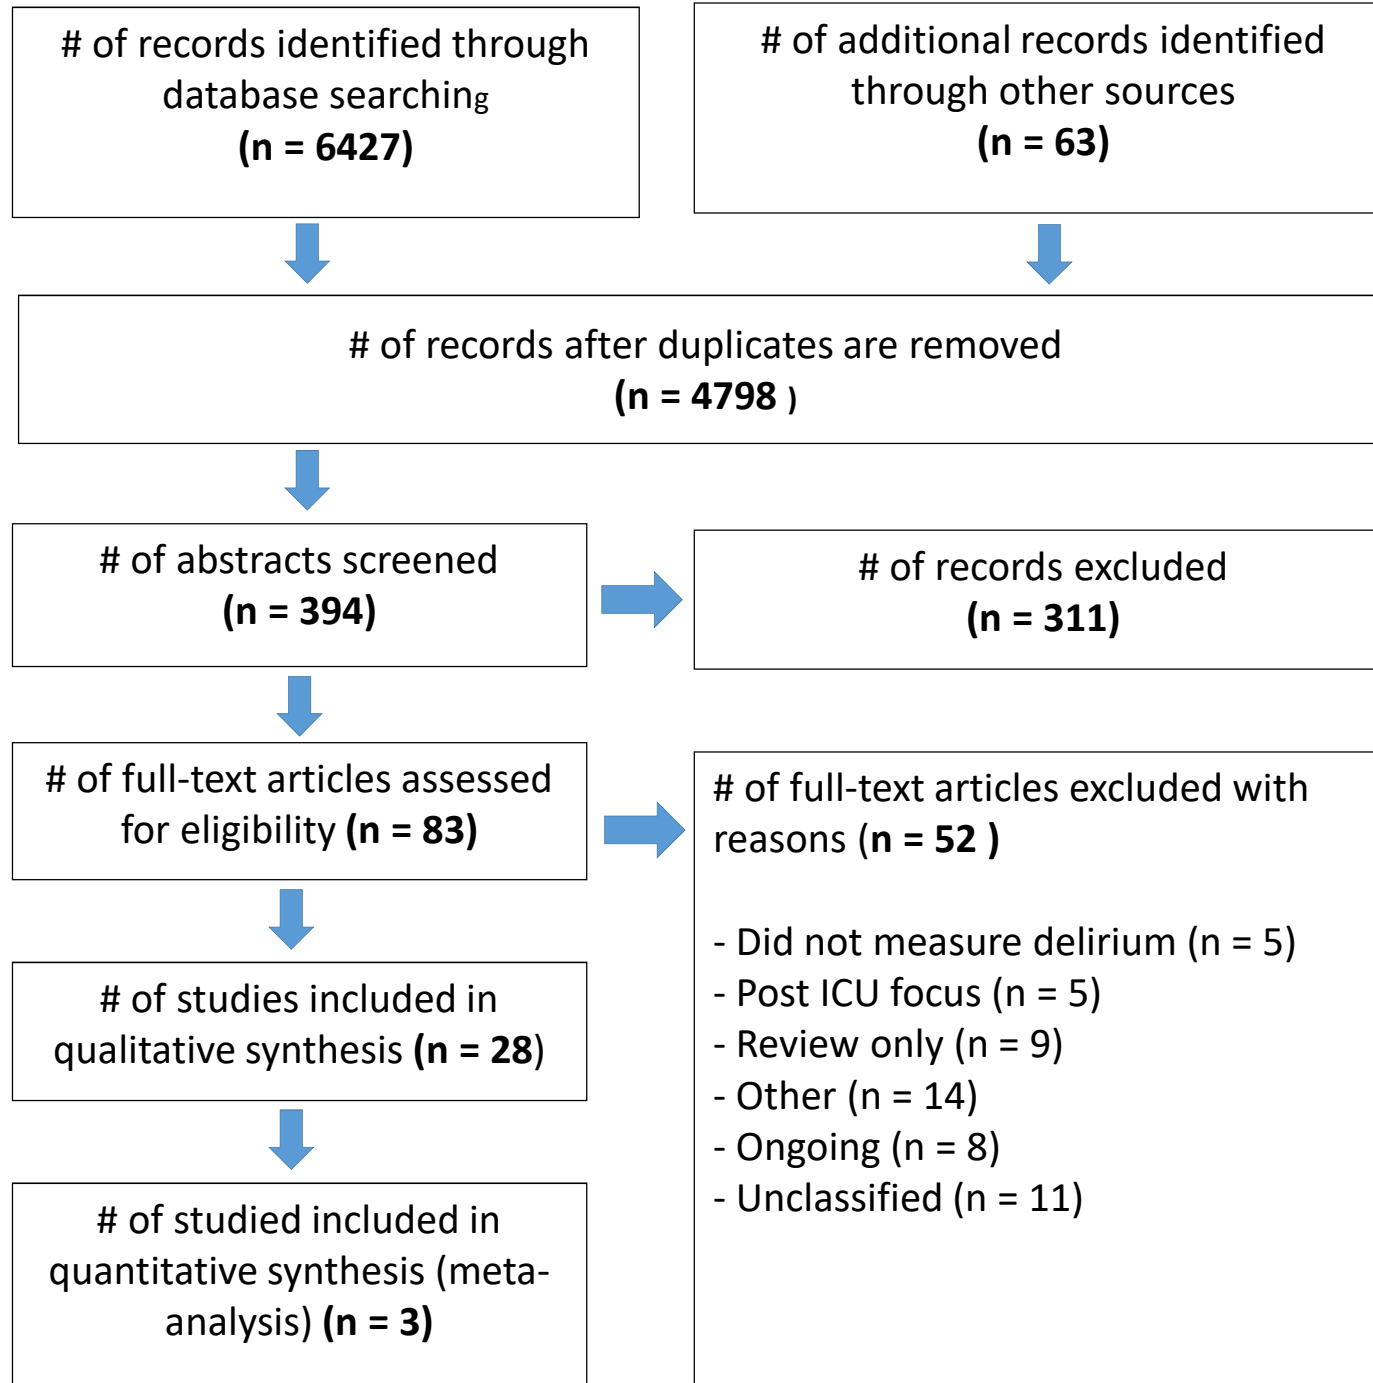 # of records identified through
database searching
(n = 6427)
# of additional records identified
through other sources
(n = 63)
# of records after duplicates are removed
(n = 4798 )
# of abstracts screened
(n = 394)
# of records excluded
(n = 311)
# of full-text articles assessed
for eligibility (n = 83)
# of full-text articles excluded with
reasons (n = 52 )
- Did not measure delirium (n = 5)
- Post ICU focus (n = 5)
- Review only (n = 9)
- Other (n = 14)
- Ongoing (n = 8)
- Unclassified (n = 11)
# of studies included in
qualitative synthesis (n = 28)
# of studied included in
quantitative synthesis (meta-
analysis) (n = 3)